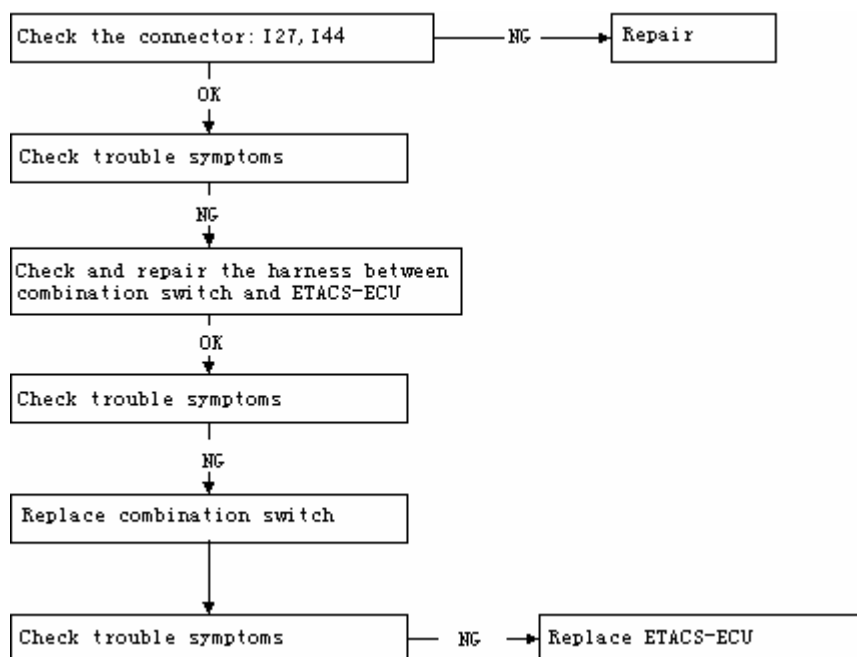 Check the connector: I27, I44
NG
Repair
OK
Check trouble symptoms
NG
Check and repair the harness between
combination switch and ETACS-ECU
OK
Check trouble symptoms
NG
Replace combination switch
Check trouble symptoms
NG
Replace ETACS-ECU